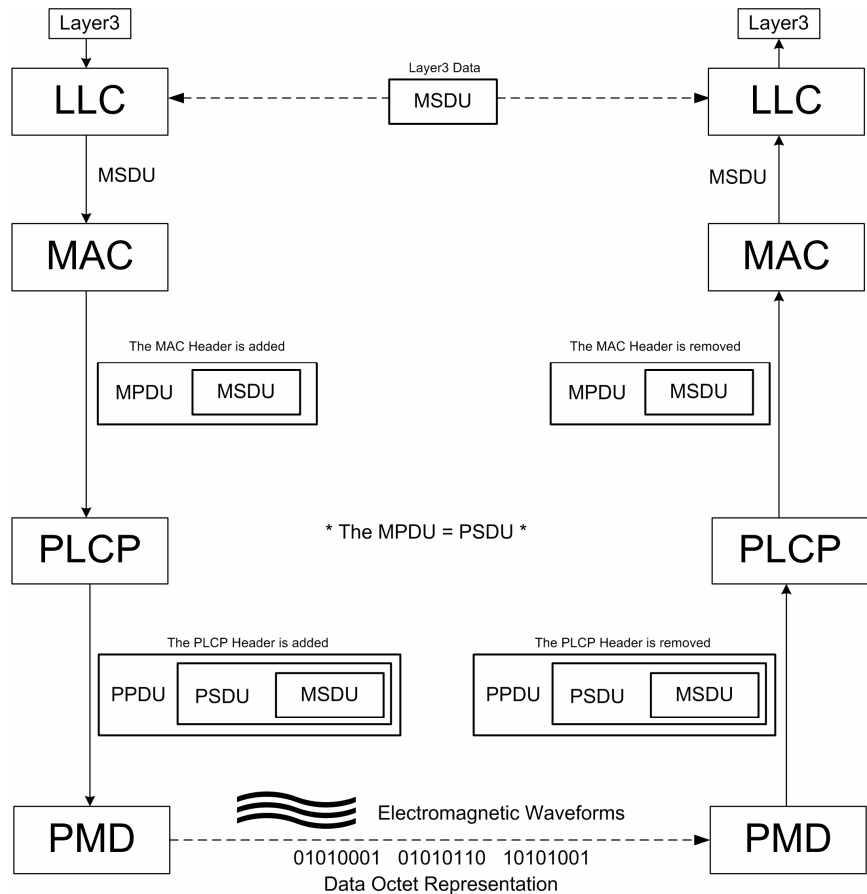 Layer3
Layer3
Layer3 Data
LLC
MSDU
LLC
MSDU
MSDU
MAC
MAC
The MAC Header is added
The MAC Header is removed
MPDU
MSDU
MPDU
MSDU
* The MPDU = PSDU *
PLCP
PLCP
The PLCP Header is added
The PLCP Header is removed
PPDU
PSDU
MSDU
PPDU
PSDU
MSDU
Electromagnetic Waveforms
PMD
PMD
01010001 01010110 10101001
Data Octet Representation